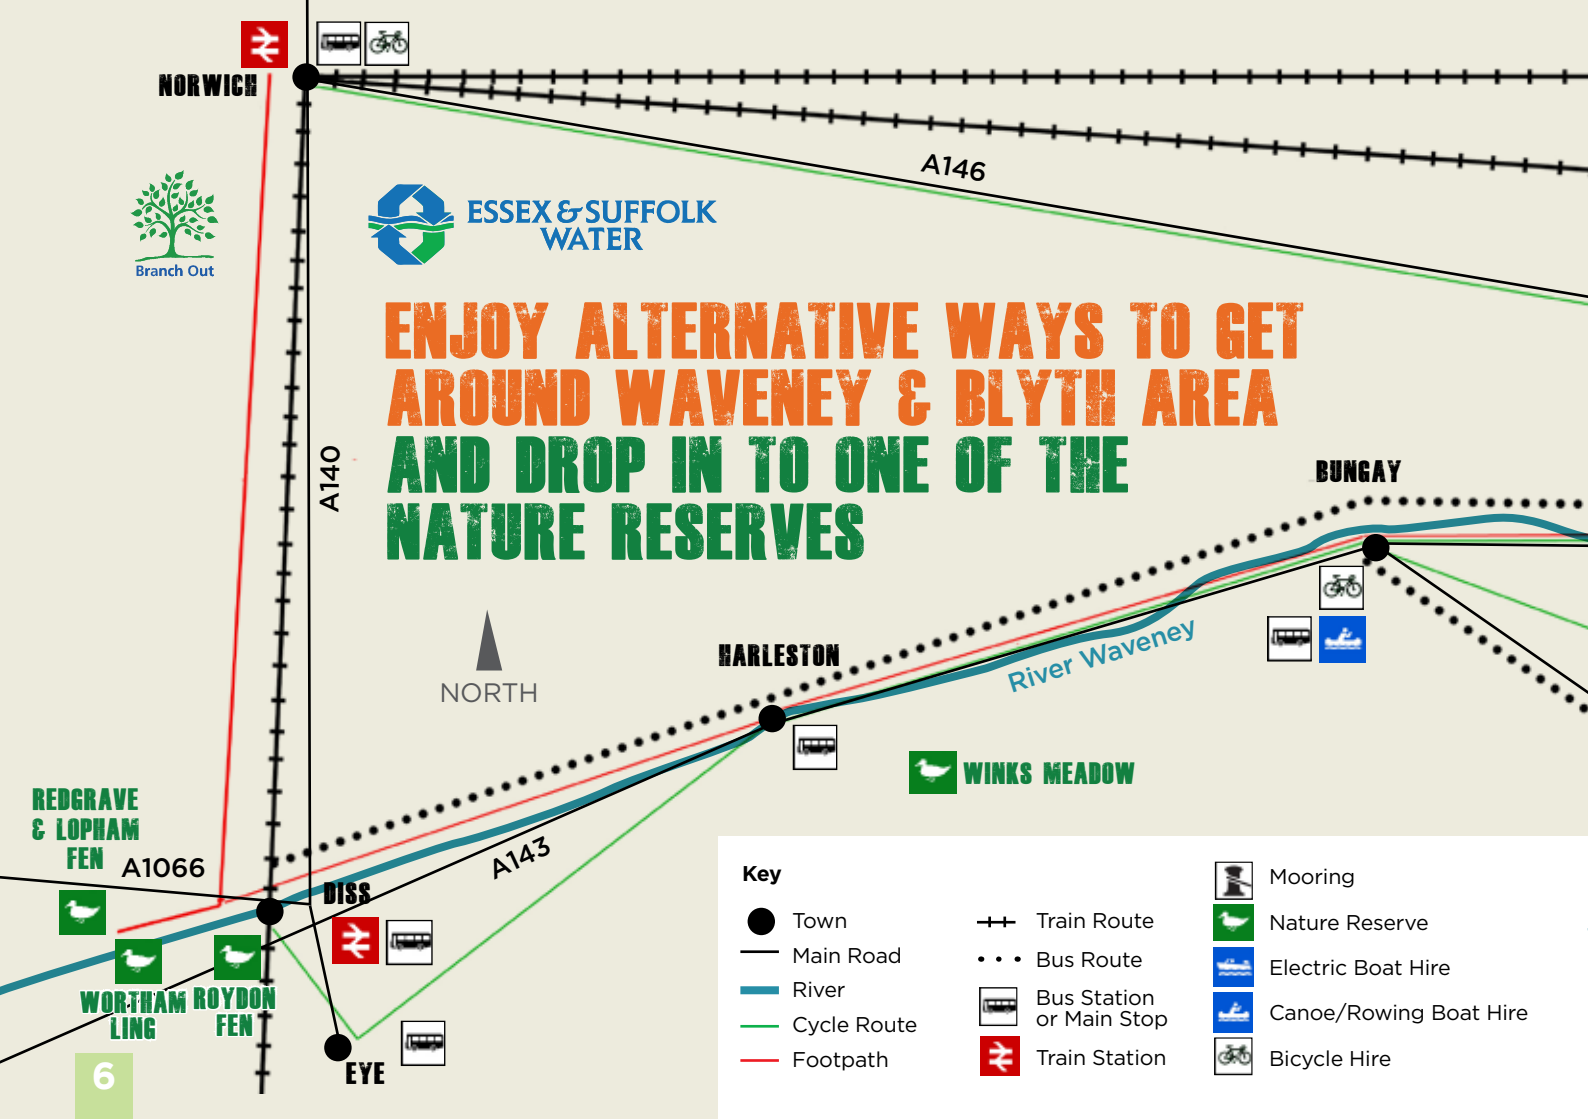 NORWICH
A146
Branch Out
ESSEX & SUFFOLK
WATER
ENJOY ALTERNATIVE WAYS TO GET
AROUND WAVENEY & BLYTH AREA
AND DROP IN TO ONE OF THE
NATURE RESERVES
A140
BUNGAY
NORTH
HARLESTON
River Waveney
WINKS MEADOW
REDGRAVE
& LOPHAM
FEN
A1066
A143
DISS
WORTHAM
LING
ROYDON
FEN
EYE
6
Key
Town
Main Road
River
Cycle Route
Footpath
Train Route
Bus Route
Bus Station
or Main Stop
Train Station
Mooring
Nature Reserve
Electric Boat Hire
Canoe/Rowing Boat Hire
Bicycle Hire